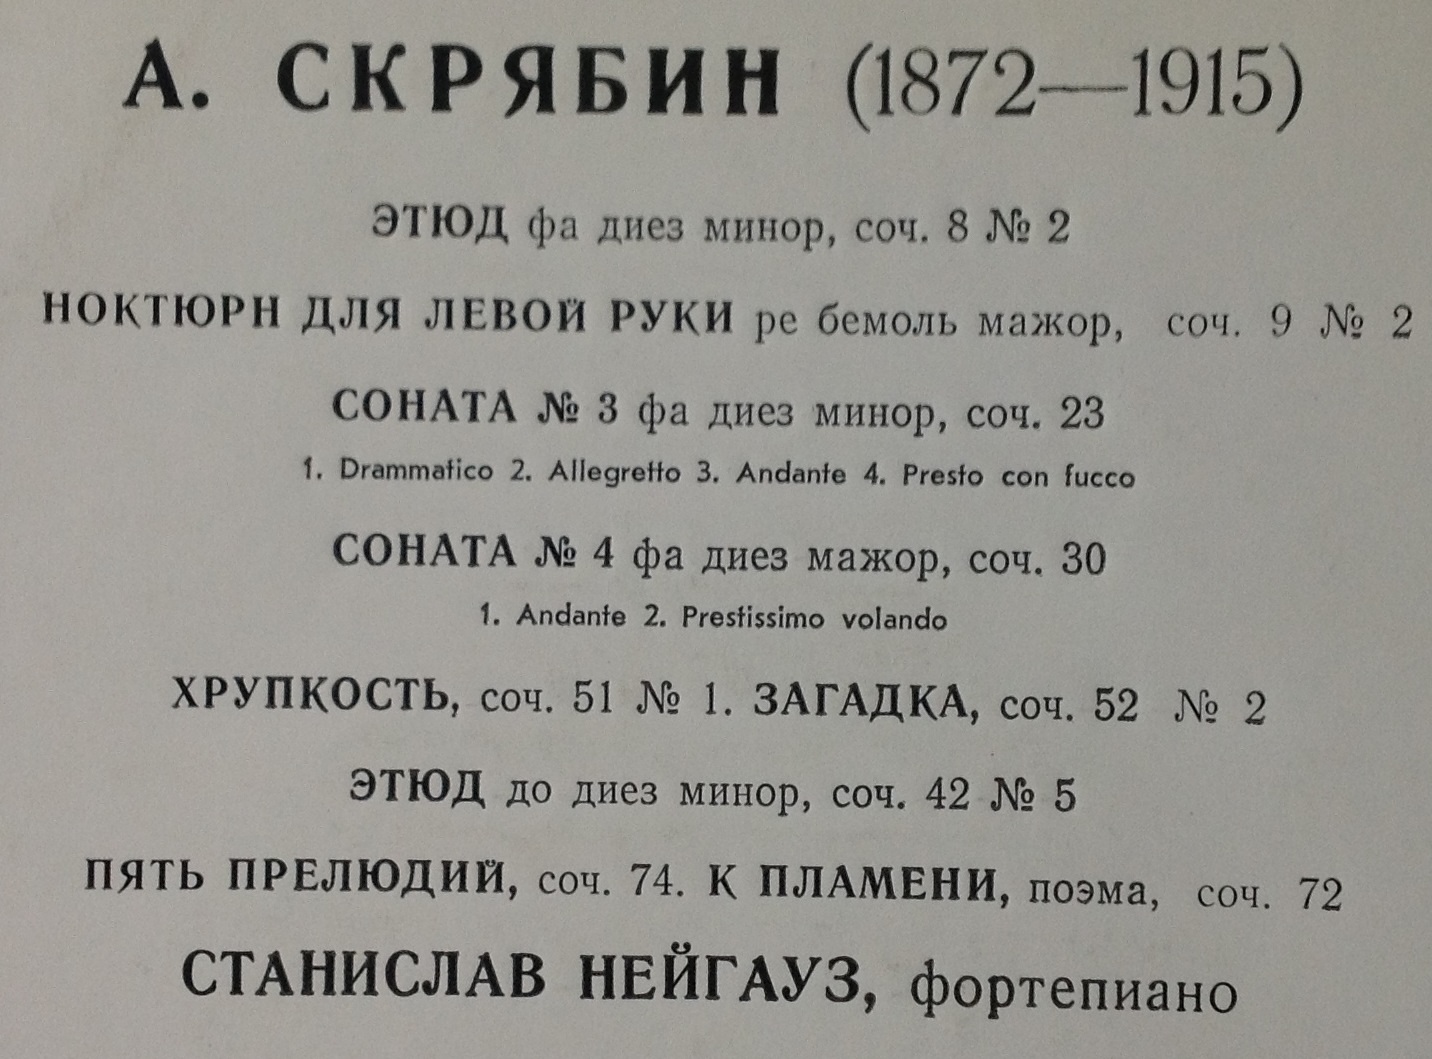 А. СКРЯБИН (1872—1915)
ЭТЮД фа диез минор, соч. 8 № 2
НОКТЮРН ДЛЯ ЛЕВОЙ РУКИ ре бемоль мажор, соч. 9 № 2
СОНАТА № 3 фа диез минор, соч. 23
1. Drammatico 2. Allegretto 3. Andante 4. Presto con fucco
СОНАТА № 4 фа диез мажор, соч. 30
1. Andante 2. Prestissimo volando
ХРУПКОСТЬ, соч. 51 № 1. ЗАГАДКА, соч. 52 № 2
ЭТЮД до диез минор, соч. 42 № 5
ПЯТЬ ПРЕЛЮДИЙ, соч. 74. К ПЛАМЕНИ, поэма, соч. 72
СТАНИСЛАВ НЕЙГАУЗ, фортепиано